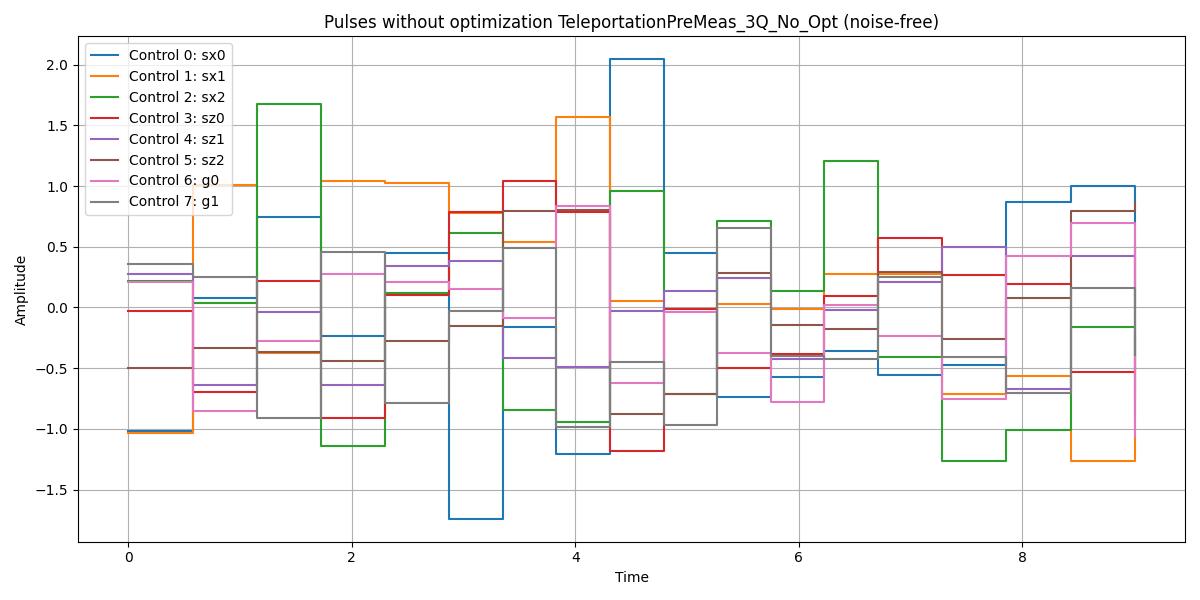 Pulses without optimization TeleportationPreMeas_3Q_No_Opt (noise-free)
Control 0: sx0
Control 1: sx1
Control 2: sx2
Control 3: sz0
Control 4: sz1
Control 5: sz2
Control 6: g0
Control 7: g1
2.0
1.5
1.0
0.5
0.0
−0.5
−1.0
−1.5
Amplitude
0 2 4 6 8
Time